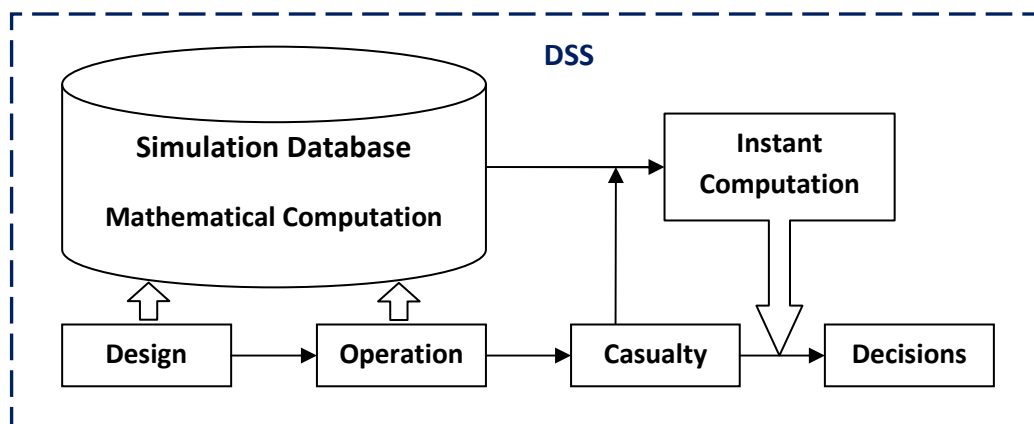 DSS
Simulation Database
Mathematical Computation
Instant
Computation
Design
Operation
Casualty
Decisions